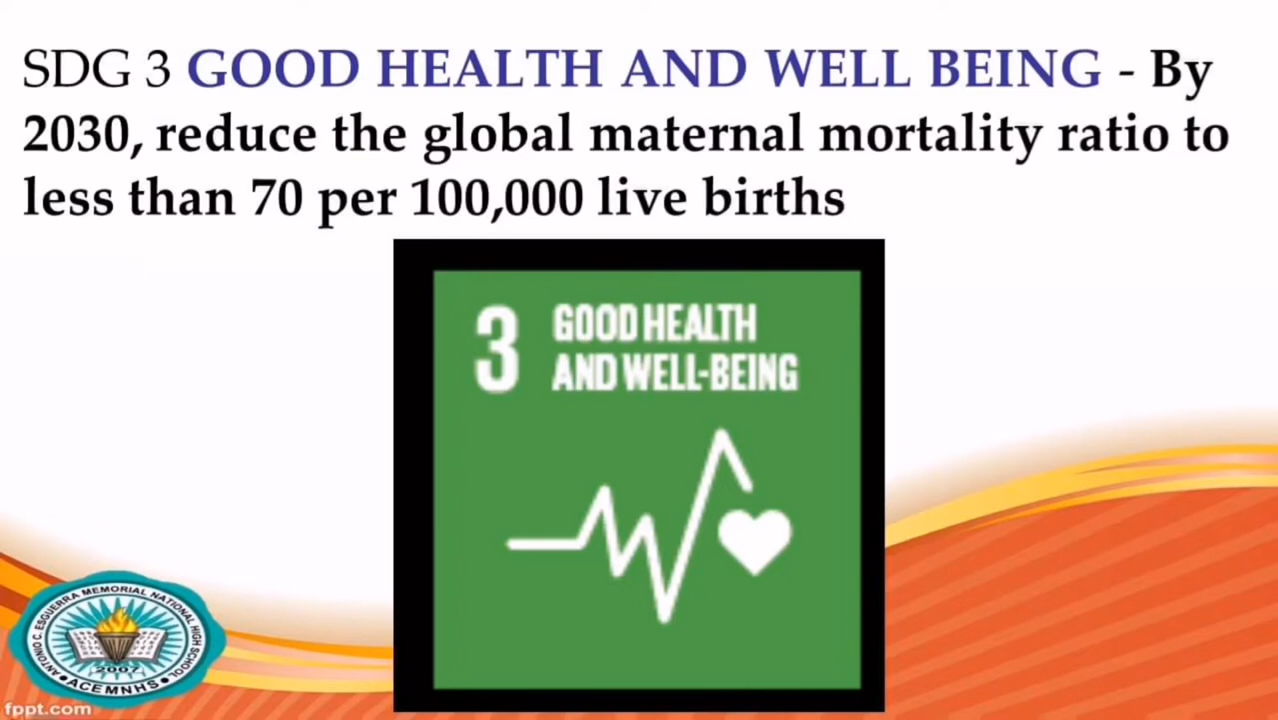 SDG 3 GOOD HEALTH AND WELL BEING - By
2030, reduce the global maternal mortality ratio to
less than 70 per 100,000 live births
3 GOOD HEALTH
AND WELL-BEING
ANTONIO C. ESGUERRA MEMORIAL NATIONAL HIGH SCHOOL
2007
ACEMNHS
fppt.com